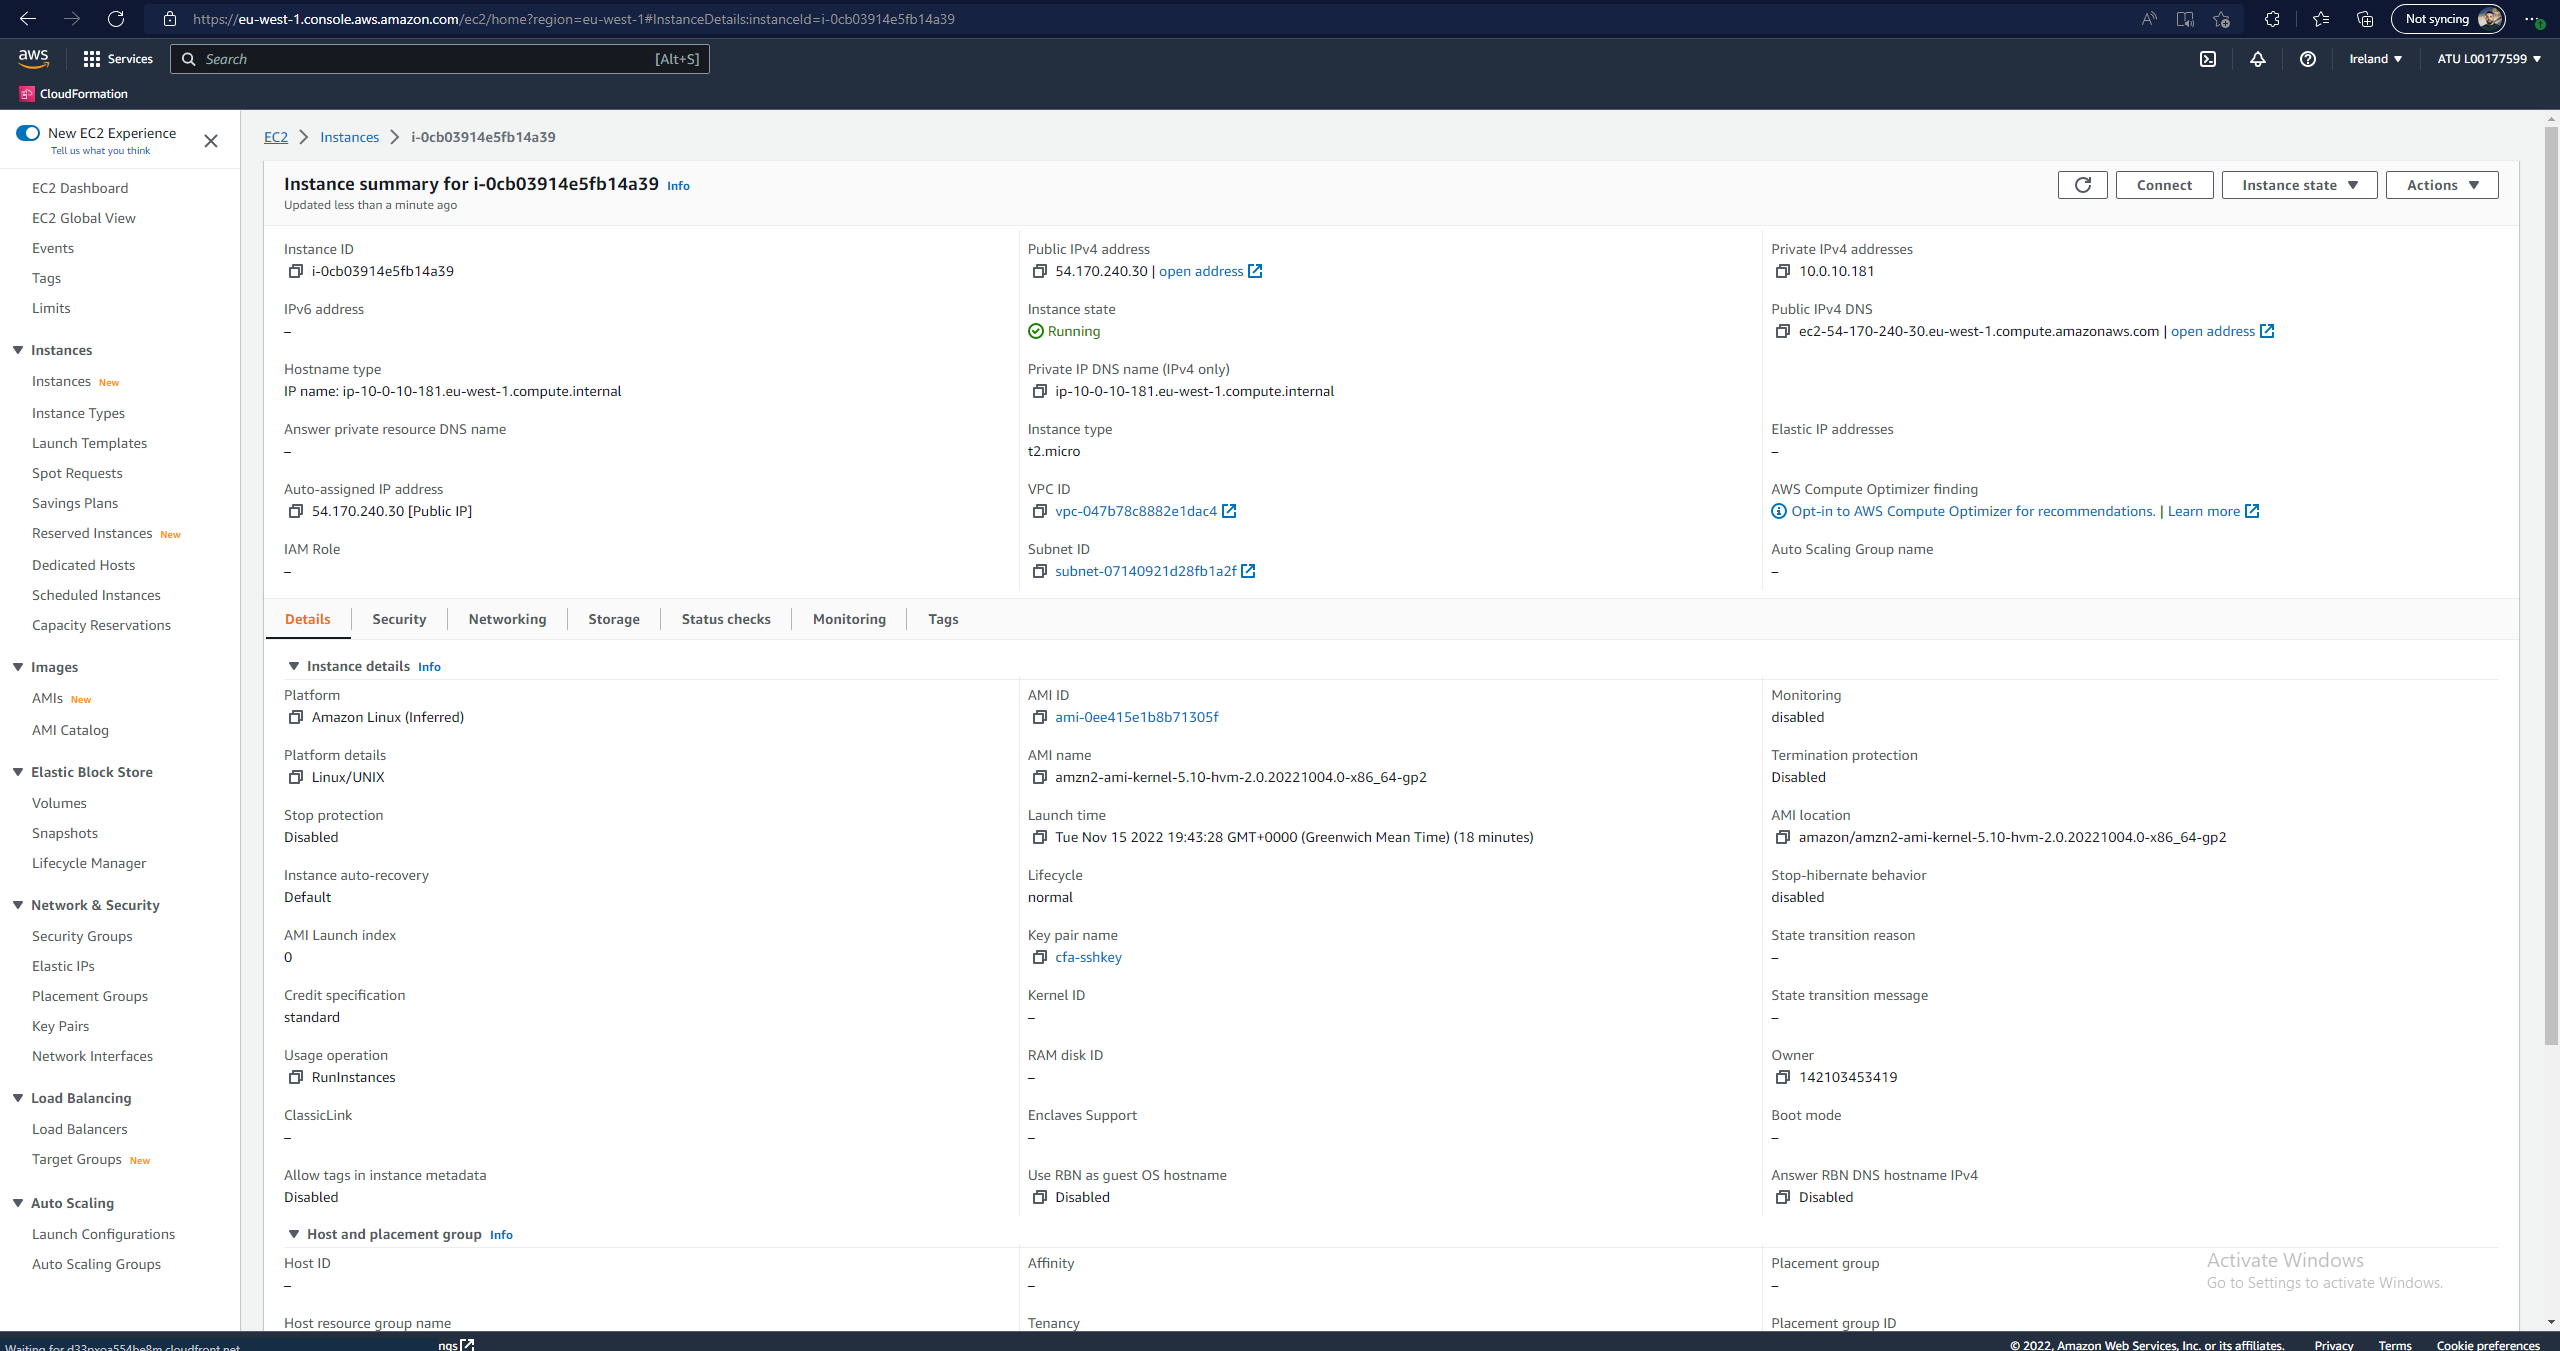 https://eu-west-1.console.aws.amazon.com/ec2/home?region=eu-west-1#InstanceDetails:instanceId=i-0cb03914e5fb14a39
Not syncing
aws
Services
Search
[Alt+S]
Ireland ▼
ATU L00177599 ▼
CloudFormation
New EC2 Experience
Tell us what you think
EC2 Dashboard
EC2 Global View
Events
Tags
Limits
Instances
Instances New
Instance Types
Launch Templates
Spot Requests
Savings Plans
Reserved Instances New
Dedicated Hosts
Scheduled Instances
Capacity Reservations
Images
AMIs New
AMI Catalog
Elastic Block Store
Volumes
Snapshots
Lifecycle Manager
Network & Security
Security Groups
Elastic IPs
Placement Groups
Key Pairs
Network Interfaces
Load Balancing
Load Balancers
Target Groups New
Auto Scaling
Launch Configurations
Auto Scaling Groups
EC2 > Instances > i-0cb03914e5fb14a39
Instance summary for i-0cb03914e5fb14a39 Info
Updated less than a minute ago
Connect
Instance state ▼
Actions ▼
Instance ID
i-0cb03914e5fb14a39
Public IPv4 address
54.170.240.30 | open address
Private IPv4 addresses
10.0.10.181
IPv6 address
–
Instance state
Running
Public IPv4 DNS
ec2-54-170-240-30.eu-west-1.compute.amazonaws.com | open address
Hostname type
IP name: ip-10-0-10-181.eu-west-1.compute.internal
Private IP DNS name (IPv4 only)
ip-10-0-10-181.eu-west-1.compute.internal
Answer private resource DNS name
–
Instance type
t2.micro
Elastic IP addresses
–
Auto-assigned IP address
54.170.240.30 [Public IP]
VPC ID
vpc-047b78c8882e1dac4
AWS Compute Optimizer finding
Opt-in to AWS Compute Optimizer for recommendations. | Learn more
IAM Role
–
Subnet ID
subnet-07140921d28fb1a2f
Auto Scaling Group name
–
Details
Security
Networking
Storage
Status checks
Monitoring
Tags
Instance details Info
Platform
Amazon Linux (Inferred)
AMI ID
ami-0ee415e1b8b71305f
Monitoring
disabled
Platform details
Linux/UNIX
AMI name
amzn2-ami-kernel-5.10-hvm-2.0.20221004.0-x86_64-gp2
Termination protection
Disabled
Stop protection
Disabled
Launch time
Tue Nov 15 2022 19:43:28 GMT+0000 (Greenwich Mean Time) (18 minutes)
AMI location
amazon/amzn2-ami-kernel-5.10-hvm-2.0.20221004.0-x86_64-gp2
Instance auto-recovery
Default
Lifecycle
normal
Stop-hibernate behavior
disabled
AMI Launch index
0
Key pair name
cfa-sshkey
State transition reason
–
Credit specification
standard
Kernel ID
–
State transition message
–
Usage operation
RunInstances
RAM disk ID
–
Owner
142103453419
ClassicLink
–
Enclaves Support
–
Boot mode
–
Allow tags in instance metadata
Disabled
Use RBN as guest OS hostname
Disabled
Answer RBN DNS hostname IPv4
Disabled
Host and placement group Info
Host ID
–
Affinity
–
Placement group
–
Host resource group name
Tenancy
Placement group ID
Activate Windows
Go to Settings to activate Windows.
Waiting for d33pxoa554be8m.cloudfront.net
ngs
© 2022, Amazon Web Services, Inc. or its affiliates.
Privacy
Terms
Cookie preferences